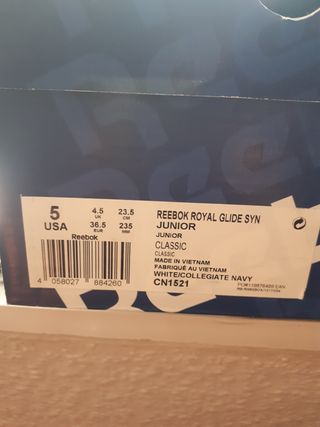 5
USA
4.5
UK
23.5
CM
36.5
EUR
235
MM
Reebok
4 058027 884260
REEBOK ROYAL GLIDE SYN
JUNIOR
JUNIOR
CLASSIC
CLASSIC
MADE IN VIETNAM
FABRIQUÉ AU VIETNAM
WHITE/COLLEGIATE NAVY
CN1521